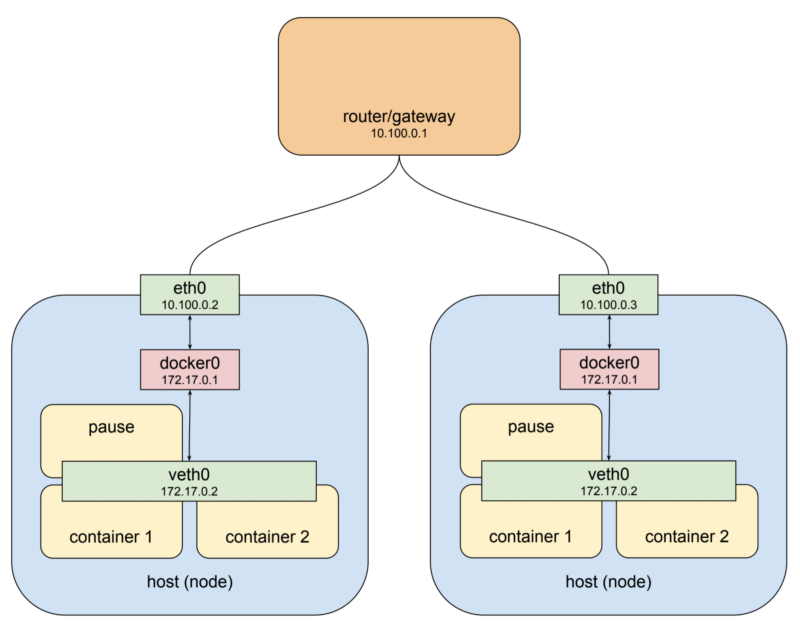 router/gateway
10.100.0.1
eth0
10.100.0.2
docker0
172.17.0.1
pause
veth0
172.17.0.2
container 1
container 2
host (node)
eth0
10.100.0.3
docker0
172.17.0.1
pause
veth0
172.17.0.2
container 1
container 2
host (node)